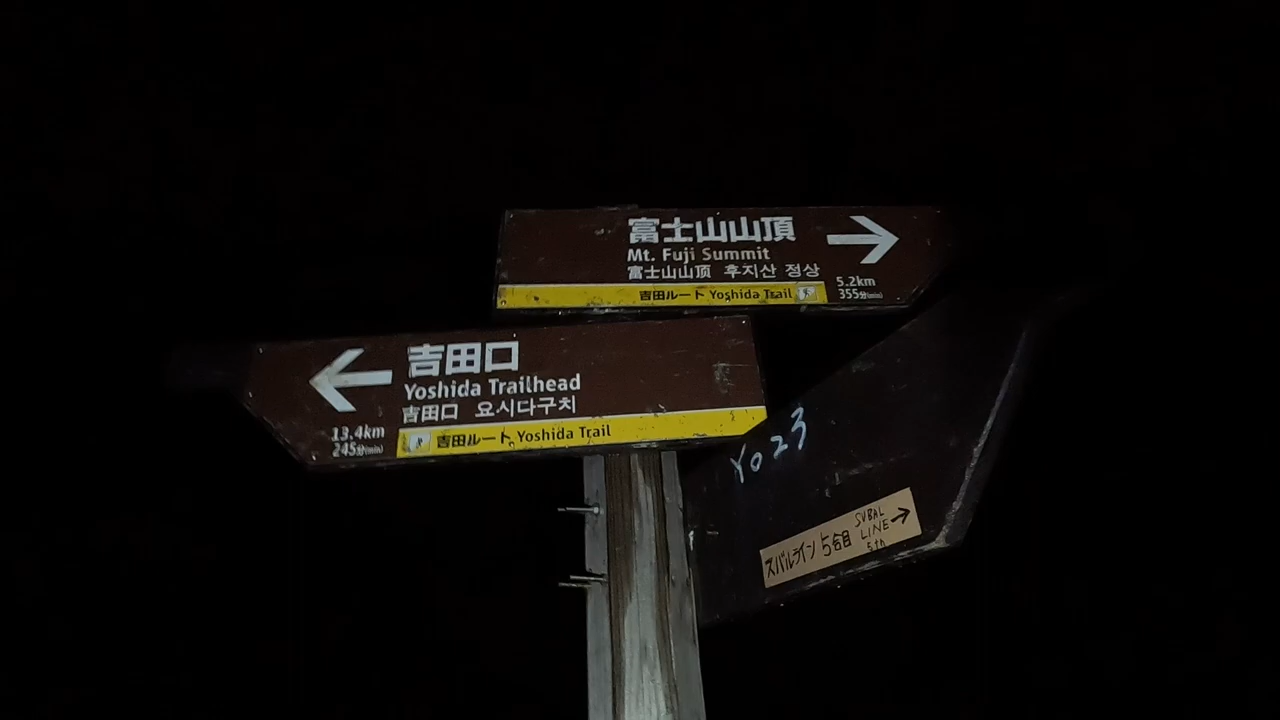 富士山山頂
Mt. Fuji Summit
富士山山顶 후지산 정상
5.2km
355分(min)
吉田ルート Yoshida Trail
吉田口
Yoshida Trailhead
吉田口 요시다구치
13.4km
245分(min)
吉田ルート Yoshida Trail
Yo23
スバルライン 5合目 SUBAL LINE 5th